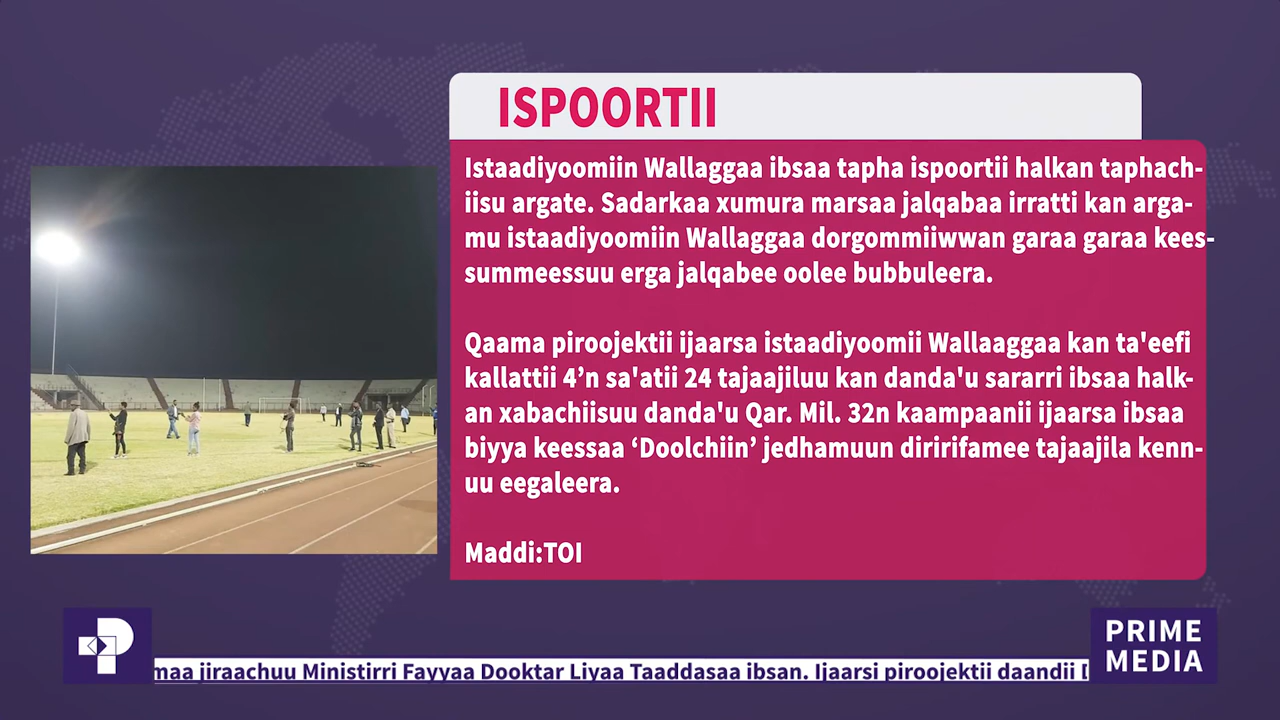 ISPOORTII
Istaadiyoomiin Wallaggaa ibsaa tapha ispoortii halkan taphach-
iisu argate. Sadarkaa xumura marsaa jalqabaa irratti kan arga-
mu istaadiyoomiin Wallaggaa dorgommiiwwan garaa garaa kees-
summeessuu erga jalqabee oolee bubbuleera.
Qaama piroojektii ijaarsa istaadiyoomii Wallaaggaa kan ta'eefi
kallattii 4’n sa'atii 24 tajaajiluu kan danda'u sararri ibsaa halk-
an xabachiisuu danda'u Qar. Mil. 32n kaampaanii ijaarsa ibsaa
biyya keessaa ‘Doolchiin’ jedhamuun diririfamee tajaajila kenn-
uu eegaleera.
Maddi:TOI
PRIME
MEDIA
maa jiraachuu Ministirri Fayyaa Dooktar Liyaa Taaddasaa ibsan. Ijaarsi piroojektii daandii